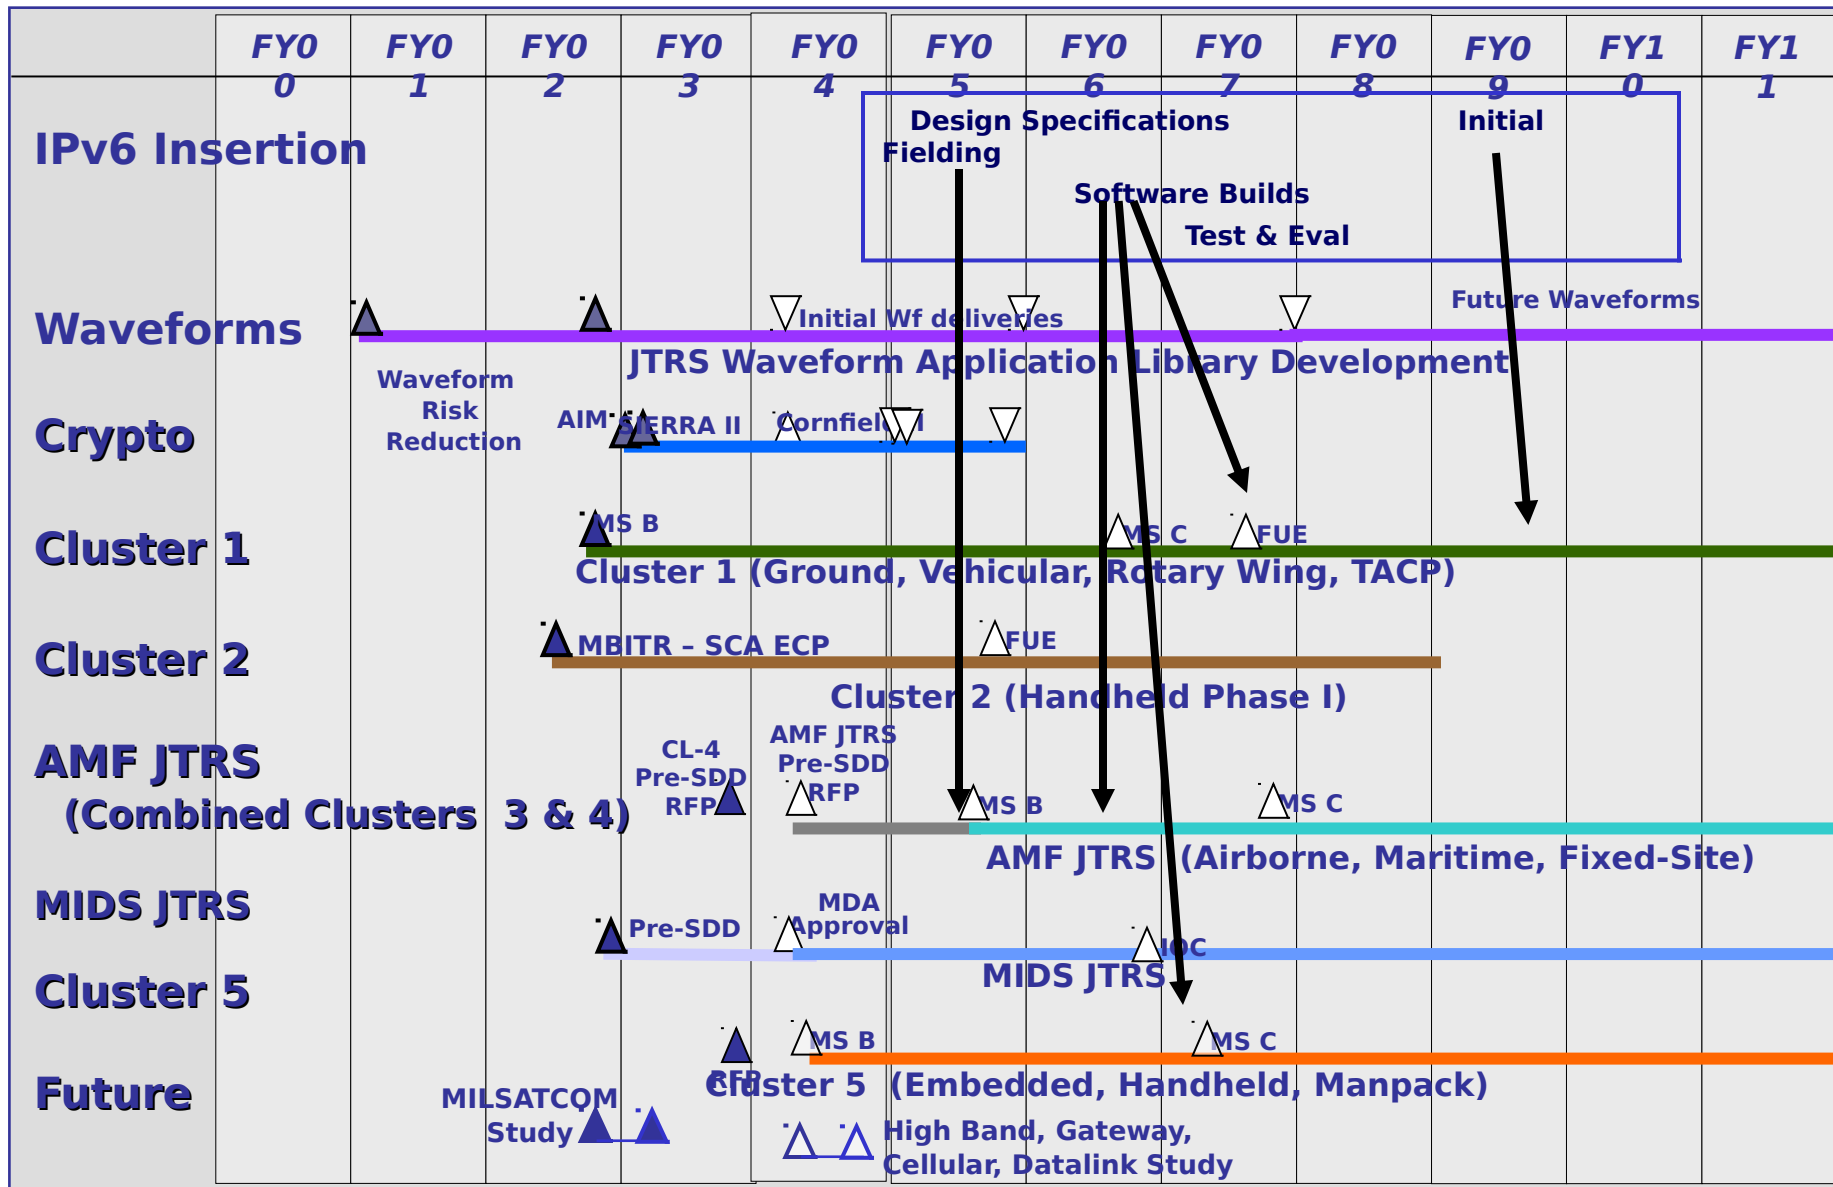 FY0 FY0 FY0 FY0 FY0 FY0 FY0 FY0 FY0 FY0 FY1 FY1
0 1 2 3 4 5 6 7 8 9 0 1
IPv6 Insertion
Design Specifications Initial
Fielding
Software Builds
Test & Eval
Waveforms
Initial Wf deliveries
Future Waveforms
JTRS Waveform Application Library Development
Waveform
Risk
Reduction
Crypto
AIM
SIERRA II
Cornfield
Cluster 1
MS B
MS C
FUE
Cluster 1 (Ground, Vehicular, Rotary Wing, TACP)
Cluster 2
MBITR – SCA ECP
FUE
Cluster 2 (Handheld Phase I)
AMF JTRS
(Combined Clusters 3 & 4)
CL-4
Pre-SDD
RFP
AMF JTRS
Pre-SDD
RFP
MS B
MS C
AMF JTRS (Airborne, Maritime, Fixed-Site)
MIDS JTRS
Pre-SDD
MDA
Approval
IOC
MIDS JTRS
Cluster 5
MS B
MS C
RFP
Cluster 5 (Embedded, Handheld, Manpack)
Future
MILSATCOM
Study
High Band, Gateway,
Cellular, Datalink Study